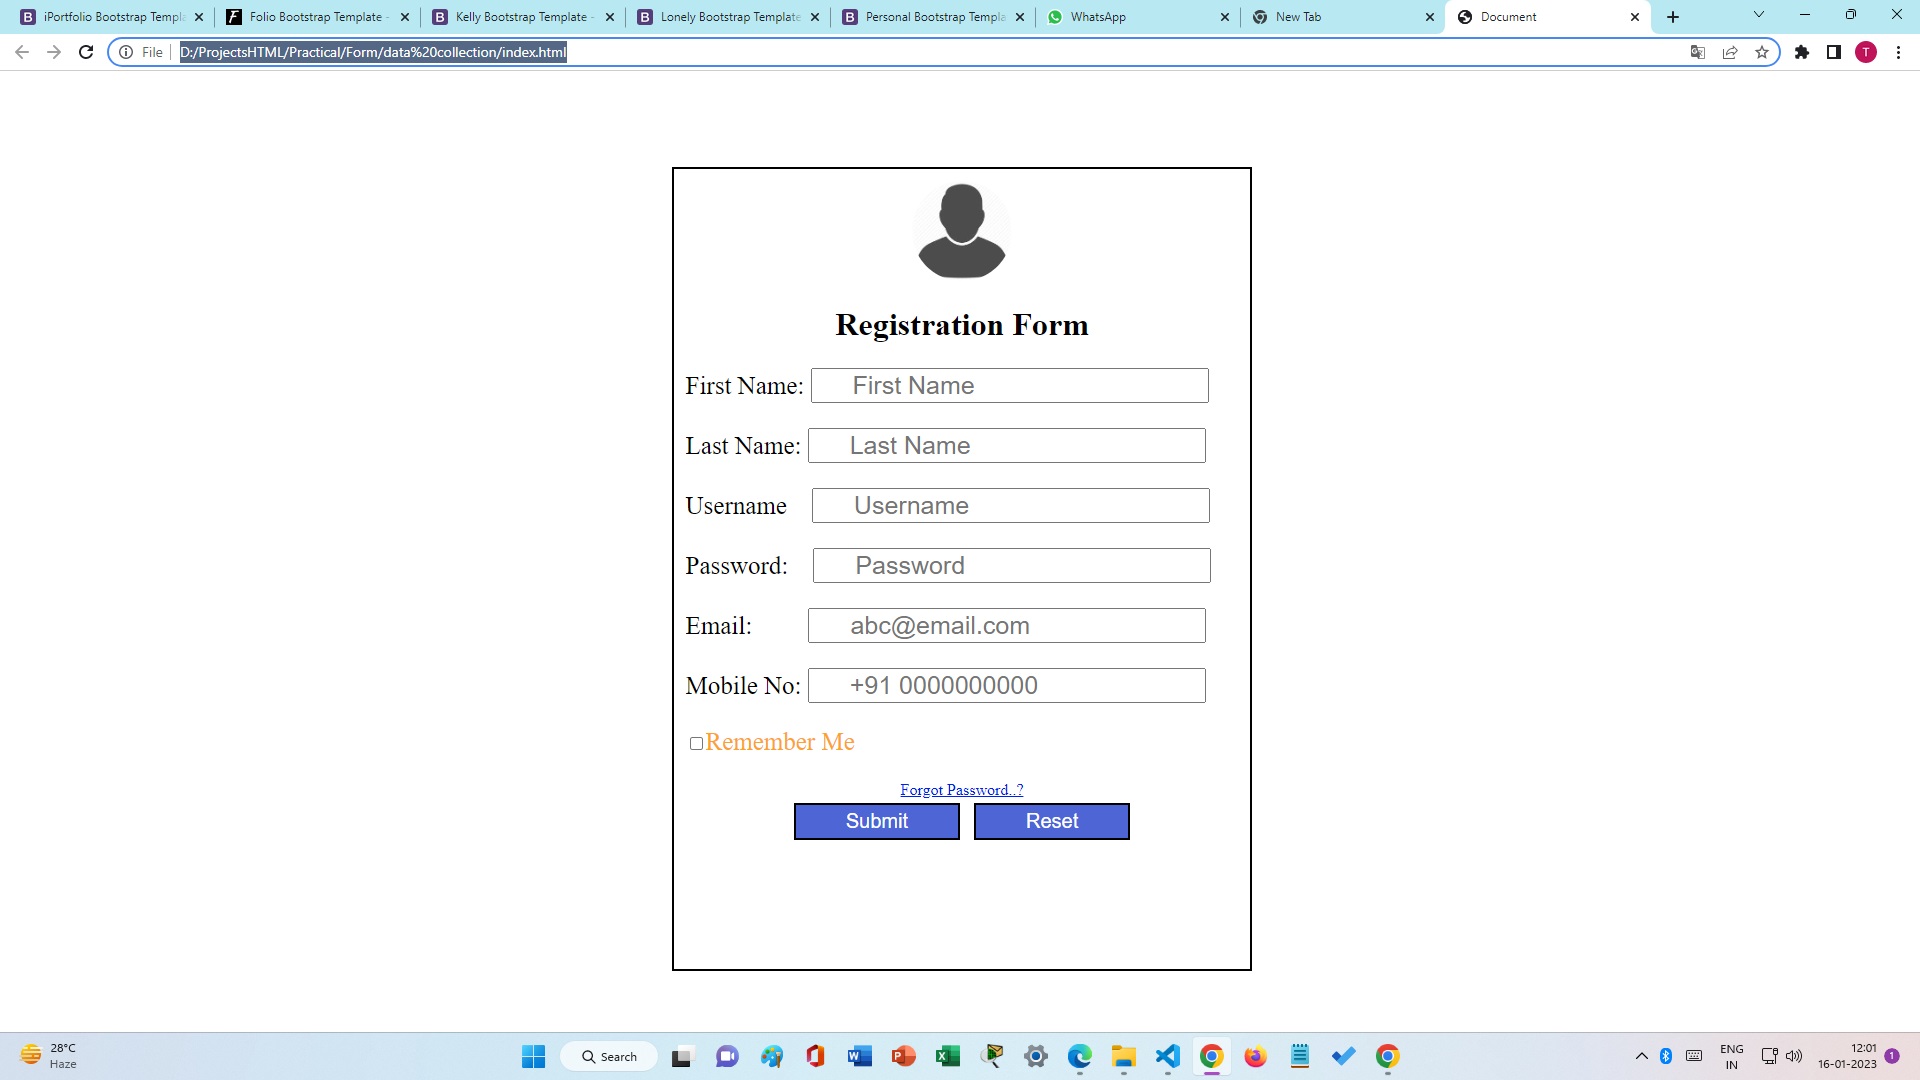 iPortfolio Bootstrap Templa
Folio Bootstrap Template -
Kelly Bootstrap Template -
Lonely Bootstrap Template
Personal Bootstrap Templa
WhatsApp
New Tab
Document
File
D:/ProjectsHTML/Practical/Form/data%20collection/index.html
T
Registration Form
First Name: First Name
Last Name: Last Name
Username Username
Password: Password
Email: abc@email.com
Mobile No: +91 0000000000
Remember Me
Forgot Password..?
Submit Reset
28°C
Haze
Search
ENG
IN
12:01
16-01-2023
1